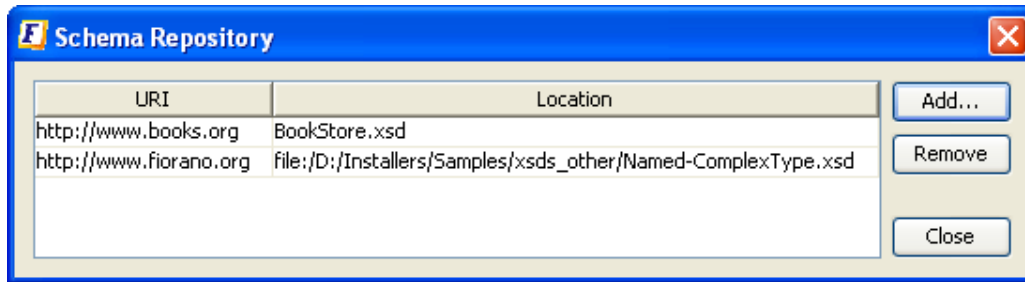 F Schema Repository
URI Location
http://www.books.org BookStore.xsd
http://www.fiorano.org file:/D:/Installers/Samples/xsds_other/Named-ComplexType.xsd
Add...
Remove
Close